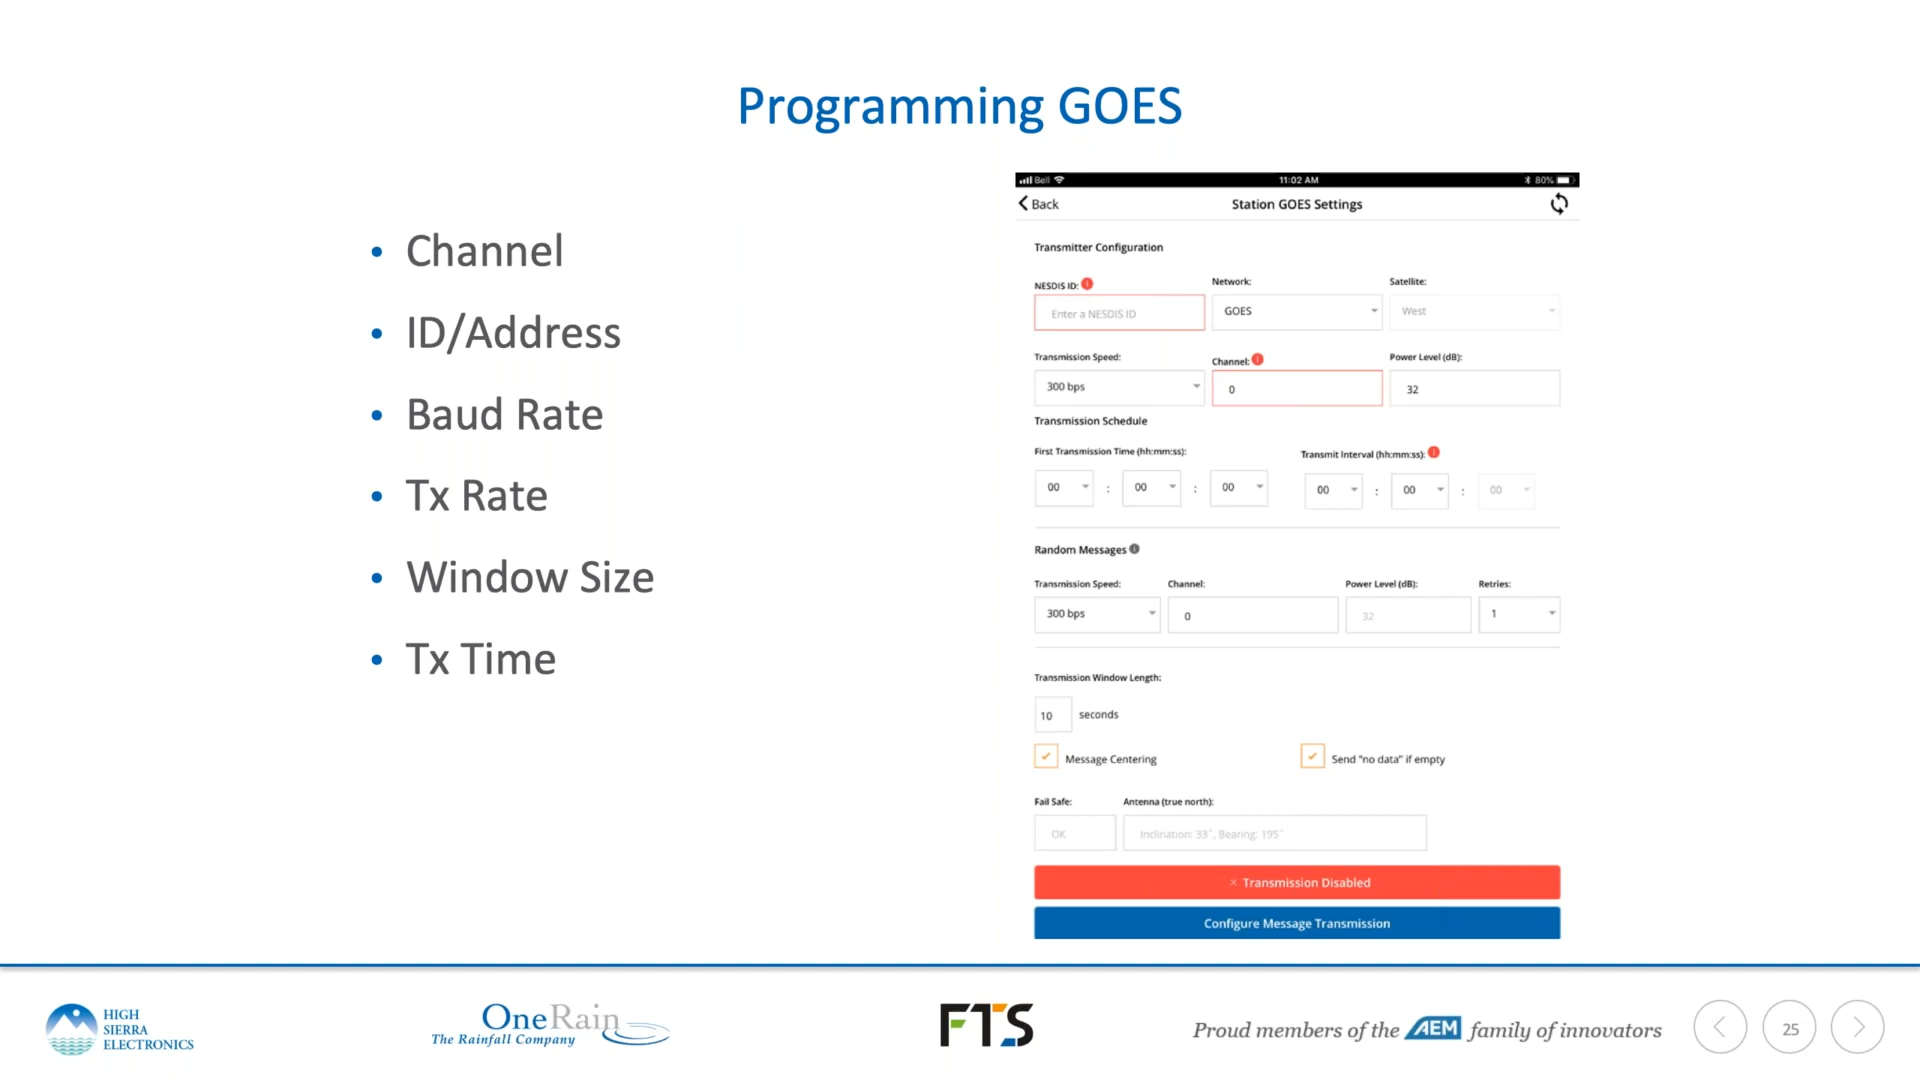 Programming GOES
• Channel
• ID/Address
• Baud Rate
• Tx Rate
• Window Size
• Tx Time
Bell 11:02 AM 80%
Back Station GOES Settings
Transmitter Configuration
NESDIS ID: Network: Satellite:
Enter a NESDIS ID GOES West
Transmission Speed: Channel: Power Level (dB):
300 bps 0 32
Transmission Schedule
First Transmission Time (hh:mm:ss): Transmit Interval (hh:mm:ss):
00 : 00 : 00 00 : 00 : 00
Random Messages
Transmission Speed: Channel: Power Level (dB): Retries:
300 bps 0 32 1
Transmission Window Length:
10 seconds
Message Centering Send "no data" if empty
Fail Safe: Antenna (true north):
OK Inclination: 33°, Bearing: 195°
× Transmission Disabled
Configure Message Transmission
HIGH
SIERRA
ELECTRONICS
OneRain
The Rainfall Company
FTS
Proud members of the AEM family of innovators
25